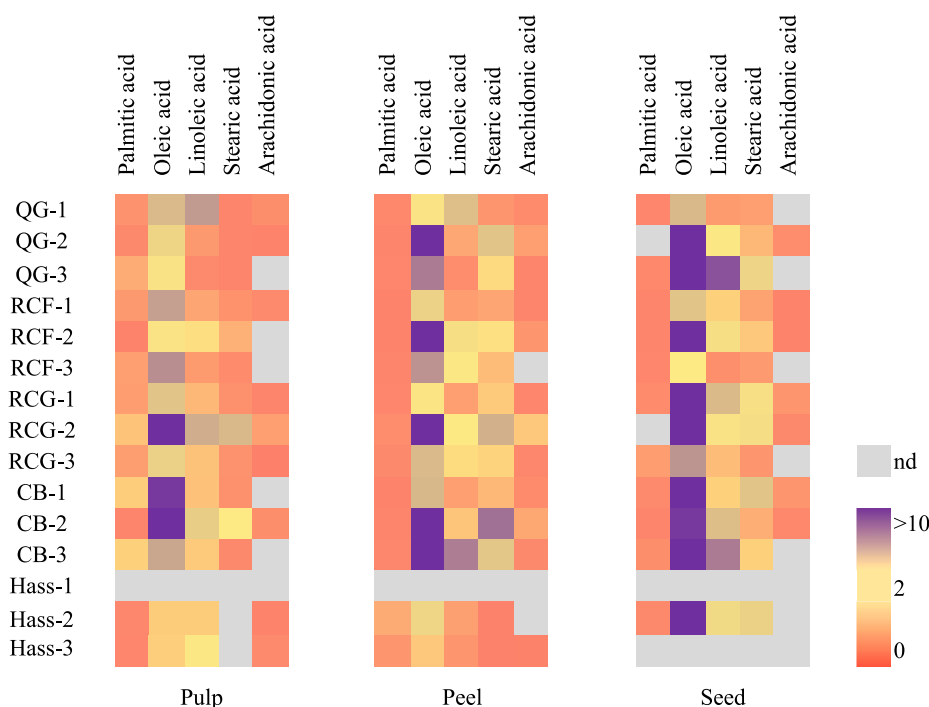 Palmitic acid
Oleic acid
Linoleic acid
Stearic acid
Arachidonic acid
Palmitic acid
Oleic acid
Linoleic acid
Stearic acid
Arachidonic acid
Palmitic acid
Oleic acid
Linoleic acid
Stearic acid
Arachidonic acid
QG-1
QG-2
QG-3
RCF-1
RCF-2
RCF-3
RCG-1
RCG-2
RCG-3
CB-1
CB-2
CB-3
Hass-1
Hass-2
Hass-3
nd
>10
2
0
Pulp
Peel
Seed